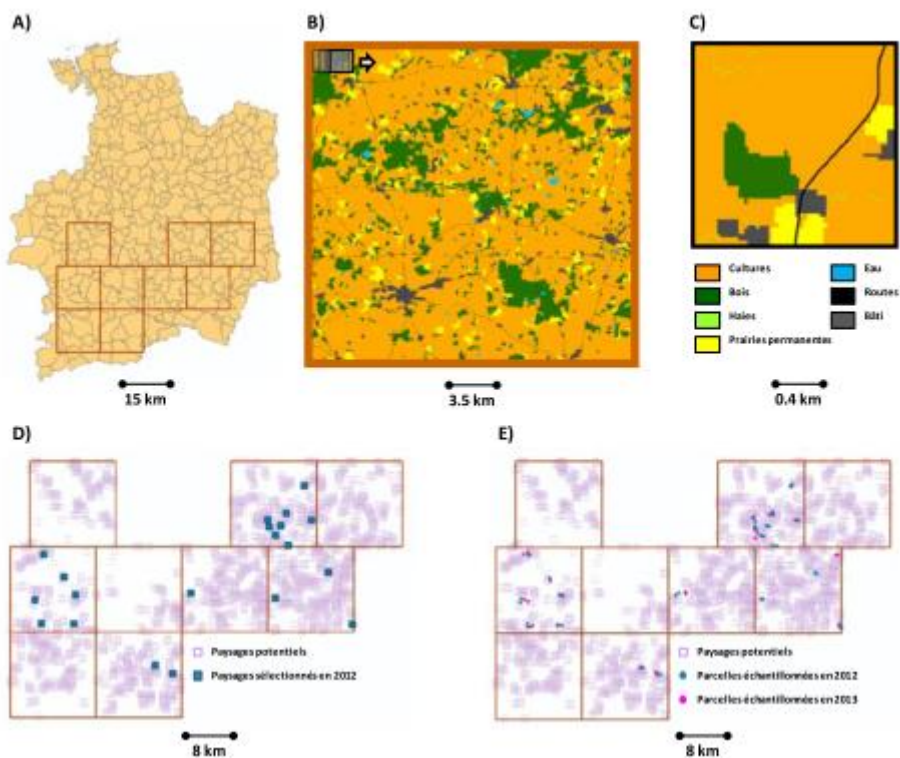 A)
B)
C)
15 km
3.5 km
Cultures
Bois
Haies
Prairies permanentes
Eau
Routes
Bâti
0.4 km
D)
E)
Paysages potentiels
Paysages sélectionnés en 2012
8 km
Paysages potentiels
Parcelles échantillonnées en 2012
Parcelles échantillonnées en 2013
8 km